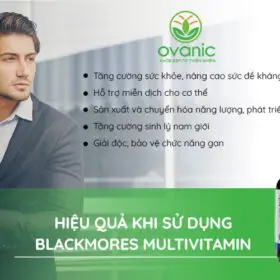 ovanic
Tăng cường sức khỏe, nâng cao sức đề kháng
Hỗ trợ miễn dịch cho cơ thể
Sản xuất và chuyển hóa năng lượng, phát triể
Tăng cường sinh lý nam giới
Giải độc, bảo vệ chức năng gan
HIỆU QUẢ KHI SỬ DỤNG
BLACKMORES MULTIVITAMIN